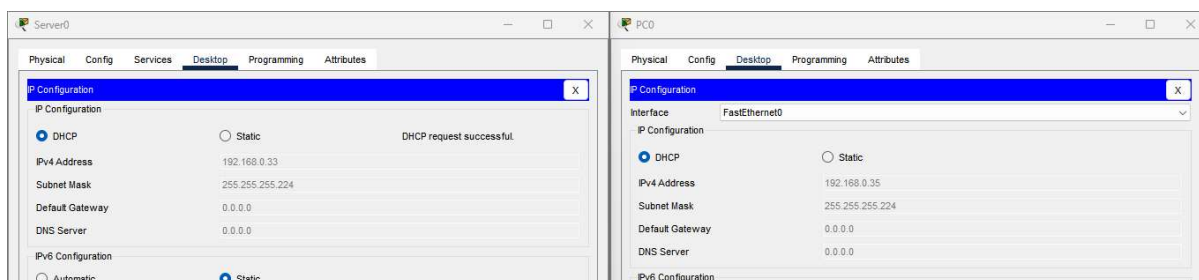 Server0
Physical Config Services Desktop Programming Attributes
IP Configuration X
IP Configuration
DHCP Static DHCP request successful.
IPv4 Address 192.168.0.33
Subnet Mask 255.255.255.224
Default Gateway 0.0.0.0
DNS Server 0.0.0.0
IPv6 Configuration
Automatic Static
PC0
Physical Config Desktop Programming Attributes
IP Configuration X
Interface FastEthernet0
IP Configuration
DHCP Static
IPv4 Address 192.168.0.35
Subnet Mask 255.255.255.224
Default Gateway 0.0.0.0
DNS Server 0.0.0.0
IPv6 Configuration